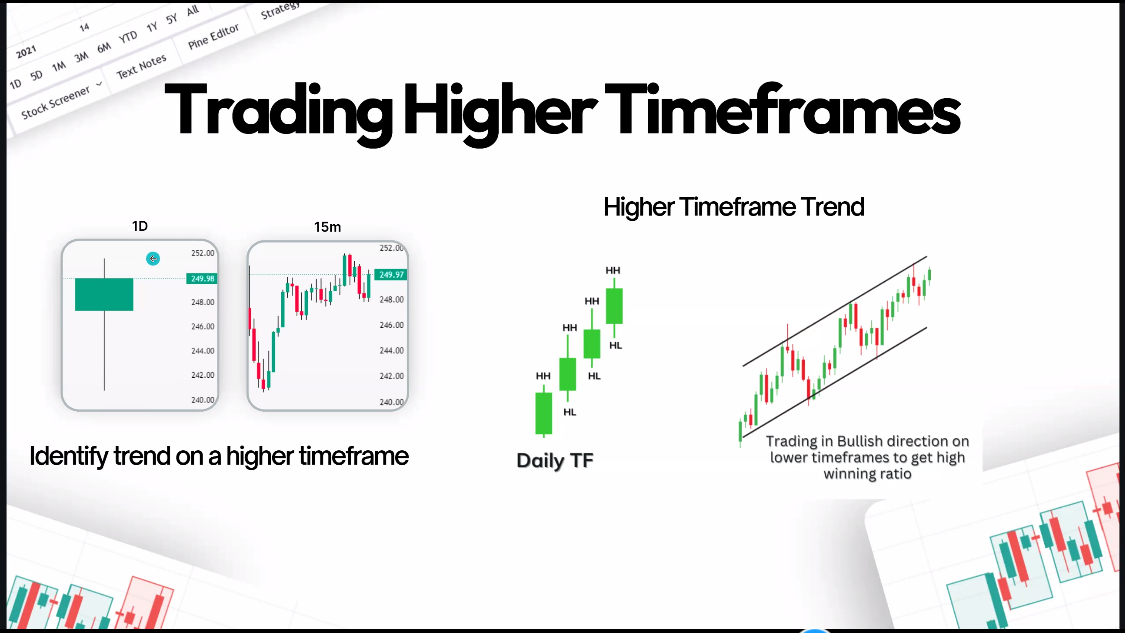 2021
14
1D 5D 1M 3M 6M YTD 1Y 5Y All
Stock Screener Text Notes Pine Editor Strategy
Trading Higher Timeframes
Higher Timeframe Trend
1D
252.00
249.98
248.00
246.00
244.00
242.00
240.00
15m
252.00
249.97
248.00
246.00
244.00
242.00
240.00
Identify trend on a higher timeframe
HH
HH
HH
HL
HH
HL
HL
Daily TF
Trading in Bullish direction on
lower timeframes to get high
winning ratio